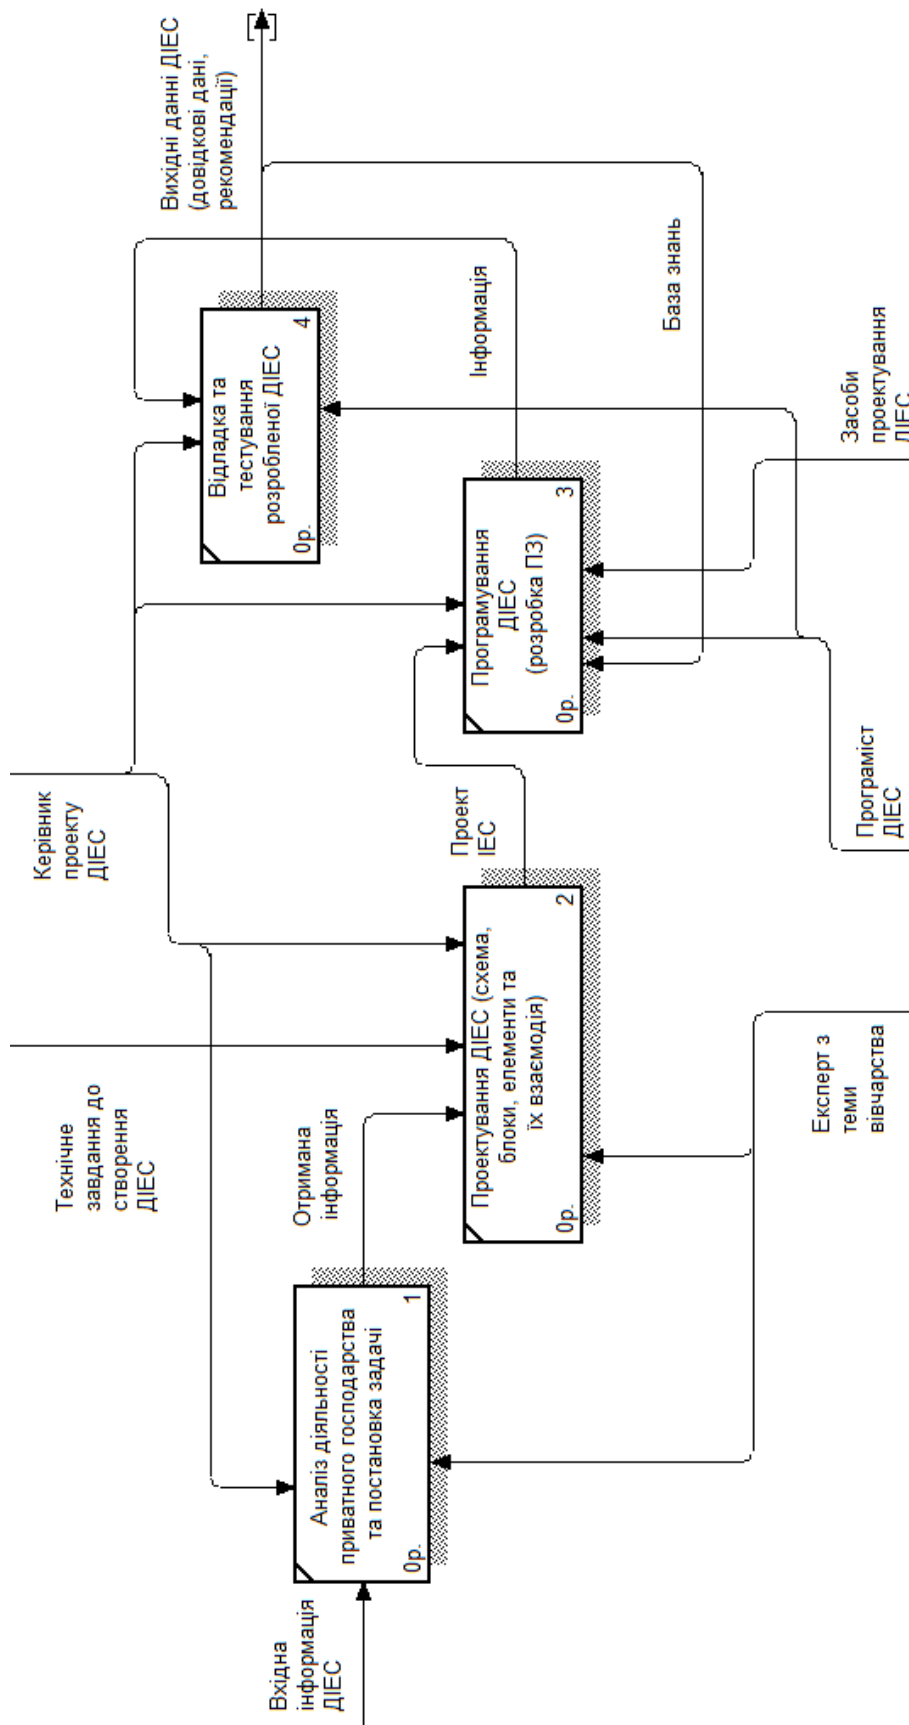 Керівник
проекту
ДІЕС
Технічне
завдання до
створення
ДІЕС
Вихідні данні ДІЕС
(довідкові дані,
рекомендації)
Вхідна
інформація
ДІЕС
Аналіз діяльності
приватного господарства
та постановка задачі
0р.
1
Отримана
інформація
Проектування ДІЕС (схема,
блоки, елементи та
їх взаємодія)
0р.
2
Проект
ІЕС
Програмування
ДІЕС
(розробка ПЗ)
0р.
3
Інформація
Відладка та
тестування
розробленої ДІЕС
0р.
4
База знань
Експерт з
теми
вівчарства
Програміст
ДІЕС
Засоби
проектування
ДІЕС